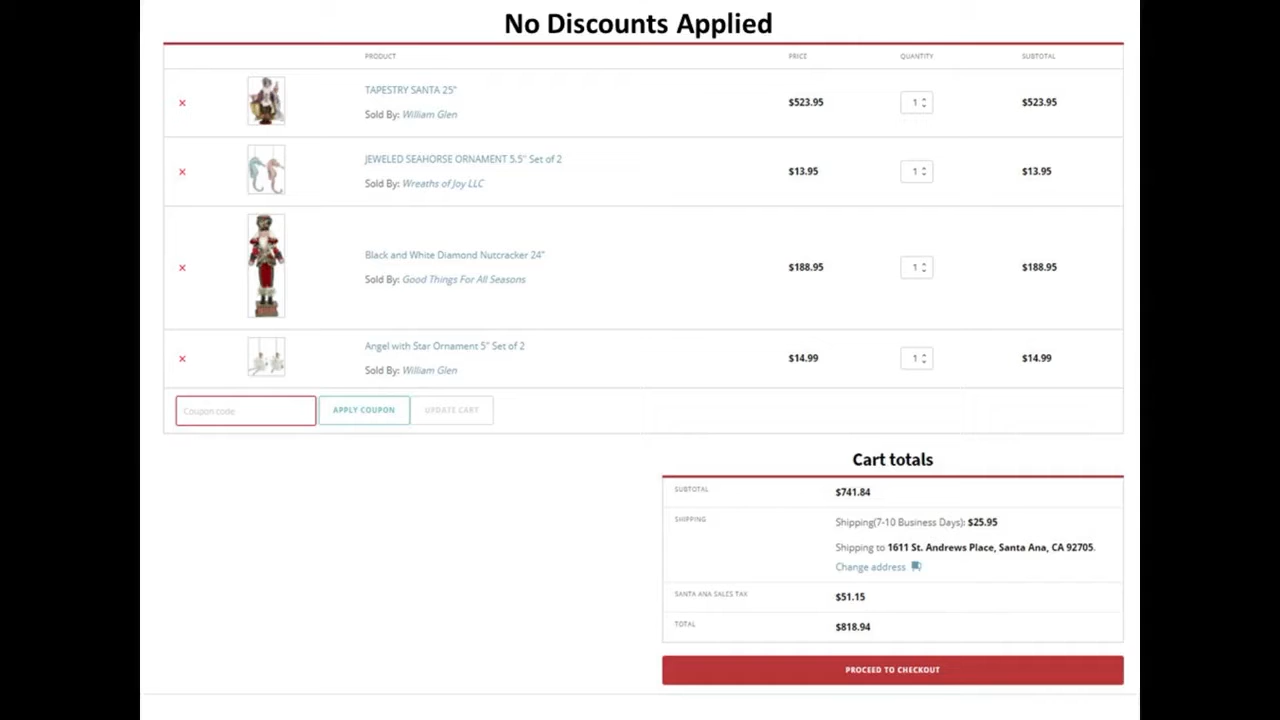 No Discounts Applied
PRODUCT PRICE QUANTITY SUBTOTAL
× TAPESTRY SANTA 25" $523.95 1 $523.95
Sold By: William Glen
× JEWELED SEAHORSE ORNAMENT 5.5" Set of 2 $13.95 1 $13.95
Sold By: Wreaths of Joy LLC
× Black and White Diamond Nutcracker 24" $188.95 1 $188.95
Sold By: Good Things For All Seasons
× Angel with Star Ornament 5" Set of 2 $14.99 1 $14.99
Sold By: William Glen
Coupon code APPLY COUPON UPDATE CART
Cart totals
SUBTOTAL $741.84
SHIPPING Shipping(7-10 Business Days): $25.95
Shipping to 1611 St. Andrews Place, Santa Ana, CA 92705.
Change address
SANTA ANA SALES TAX $51.15
TOTAL $818.94
PROCEED TO CHECKOUT